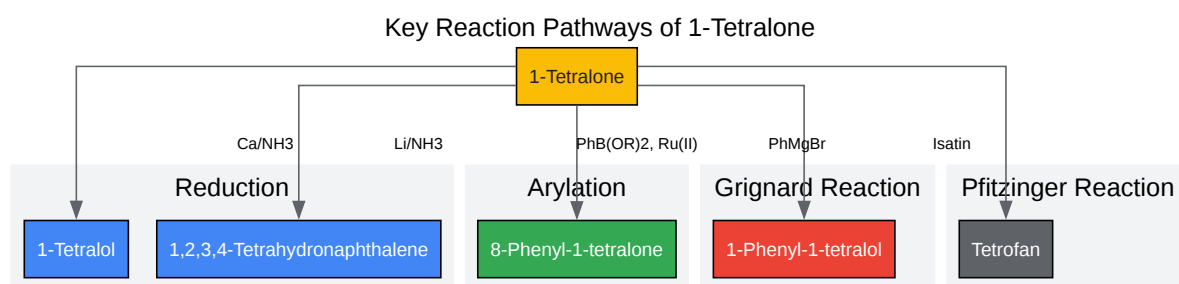 Key Reaction Pathways of 1-Tetralone
1-Tetralone
Ca/NH3
Li/NH3
PhB(OR)2, Ru(II)
PhMgBr
Isatin
Reduction
Arylation
Grignard Reaction
Pfitzinger Reaction
1-Tetralol
1,2,3,4-Tetrahydronaphthalene
8-Phenyl-1-tetralone
1-Phenyl-1-tetralol
Tetrofan